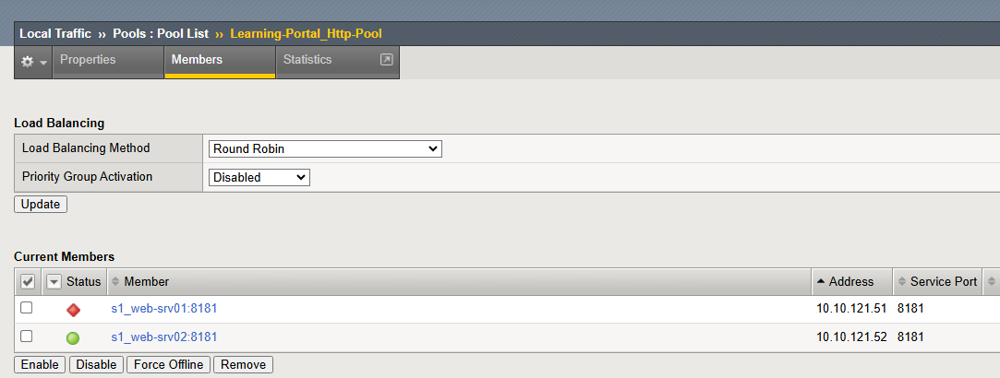 Local Traffic ›› Pools : Pool List ›› Learning-Portal_Http-Pool
Properties Members Statistics
Load Balancing
Load Balancing Method Round Robin
Priority Group Activation Disabled
Update
Current Members
Status Member Address Service Port
s1_web-srv01:8181 10.10.121.51 8181
s1_web-srv02:8181 10.10.121.52 8181
Enable Disable Force Offline Remove